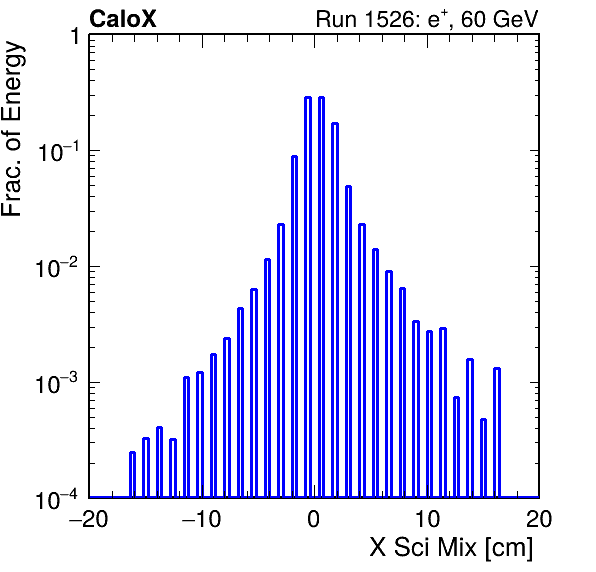 CaloX Run 1526: e⁺, 60 GeV
Frac. of Energy
1
10⁻¹
10⁻²
10⁻³
10⁻⁴
−20 −10 0 10 20
X Sci Mix [cm]